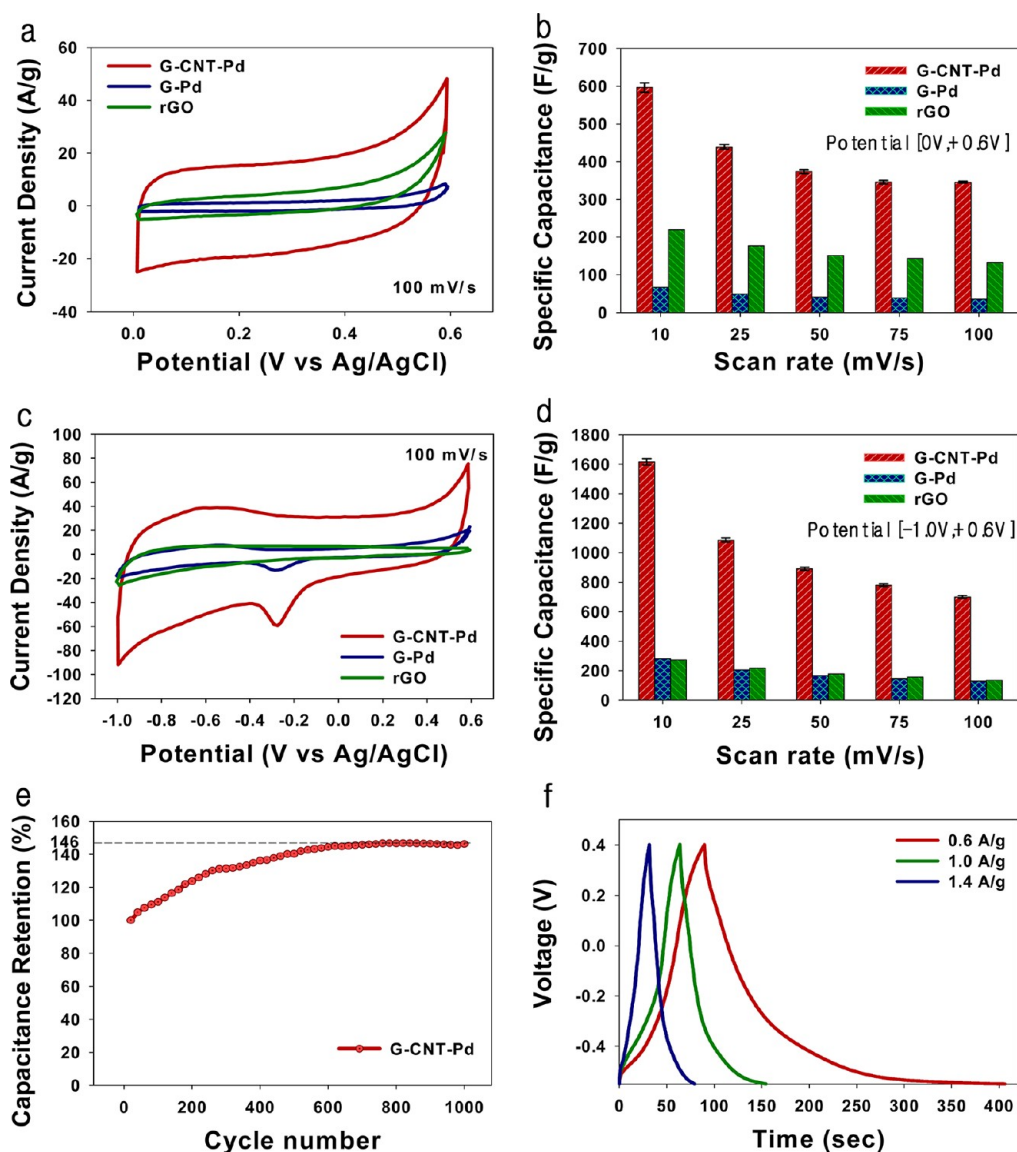 a
Current Density (A/g)
60
40
20
0
-20
-40
G-CNT-Pd
G-Pd
rGO
100 mV/s
0.0 0.2 0.4 0.6
Potential (V vs Ag/AgCl)
b
Specific Capacitance (F/g)
700
600
500
400
300
200
100
0
G-CNT-Pd
G-Pd
rGO
Potential [0V,+0.6V]
10 25 50 75 100
Scan rate (mV/s)
c
Current Density (A/g)
100
80
60
40
20
0
-20
-40
-60
-80
-100
-120
100 mV/s
G-CNT-Pd
G-Pd
rGO
-1.0 -0.8 -0.6 -0.4 -0.2 0.0 0.2 0.4 0.6
Potential (V vs Ag/AgCl)
d
Specific Capacitance (F/g)
1800
1600
1400
1200
1000
800
600
400
200
0
G-CNT-Pd
G-Pd
rGO
Potential [-1.0V,+0.6V]
10 25 50 75 100
Scan rate (mV/s)
e
Capacitance Retention (%)
160
146
140
120
100
80
60
40
20
0
G-CNT-Pd
0 200 400 600 800 1000
Cycle number
f
Voltage (V)
0.4
0.2
0.0
-0.2
-0.4
0.6 A/g
1.0 A/g
1.4 A/g
0 50 100 150 200 250 300 350 400
Time (sec)